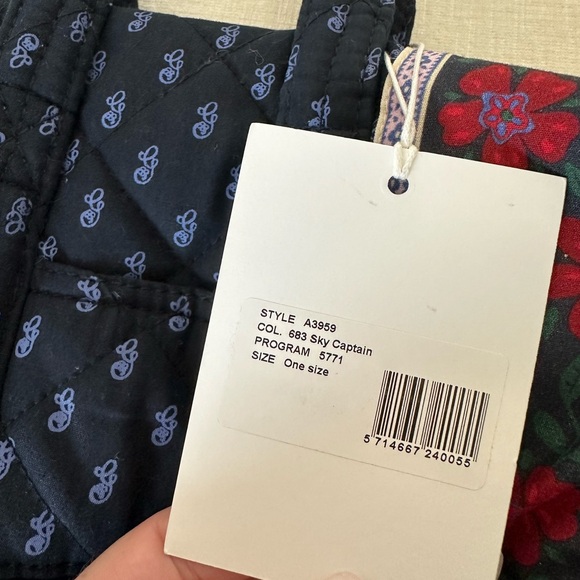 STYLE A3959
COL. 683 Sky Captain
PROGRAM 5771
SIZE One size
5 714667 240055